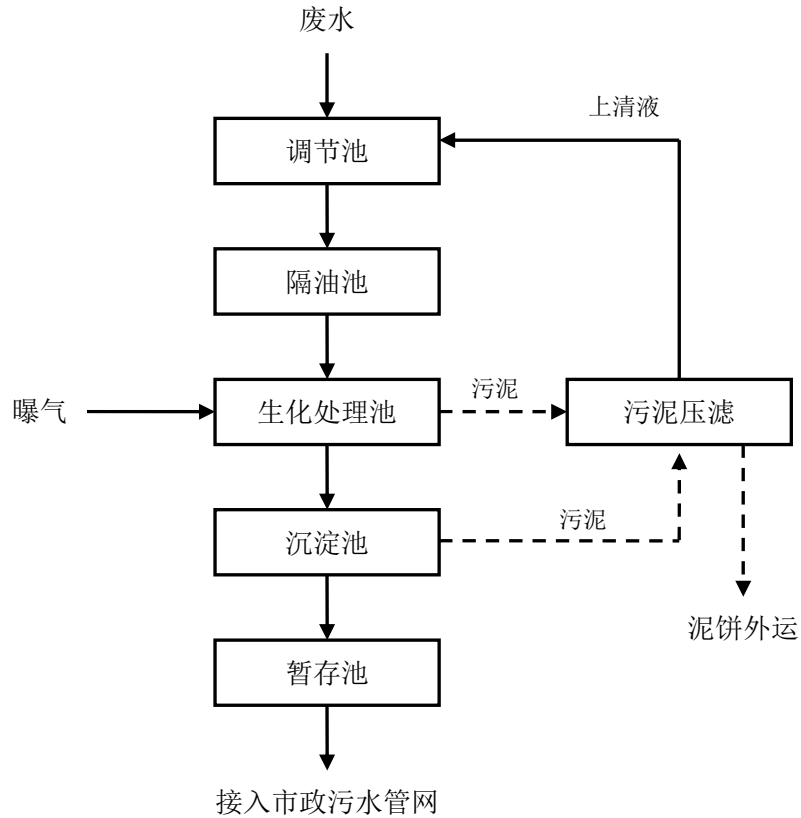 废水
上清液
调节池
隔油池
曝气
生化处理池
污泥
污泥压滤
沉淀池
污泥
泥饼外运
暂存池
接入市政污水管网